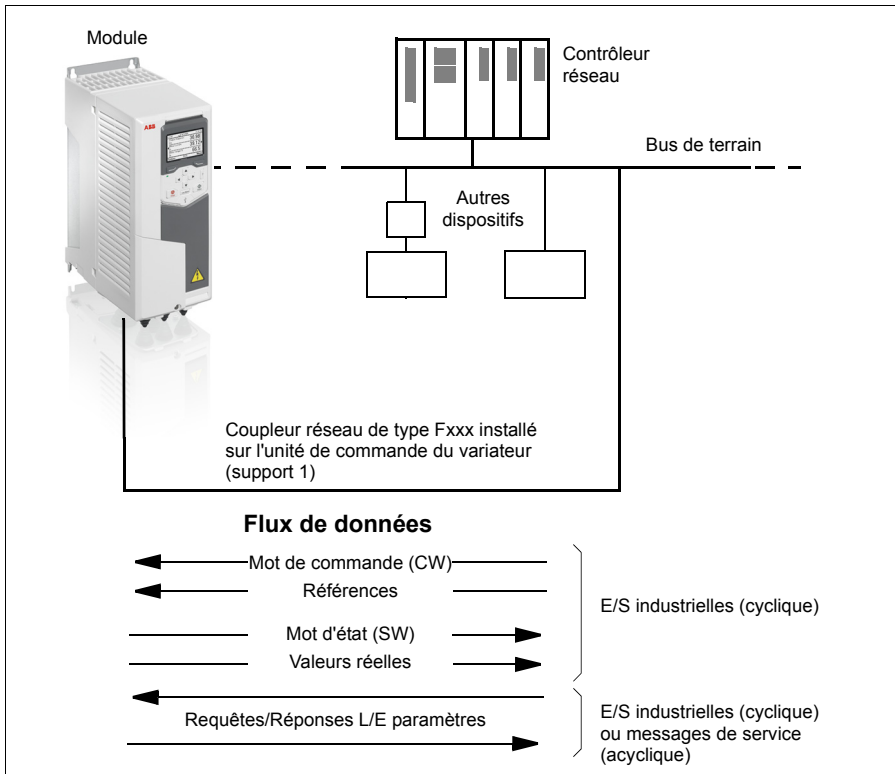 Module
Contrôleur
réseau
ABB
Bus de terrain
Autres
dispositifs
Coupleur réseau de type Fxxx installé
sur l'unité de commande du variateur
(support 1)
Flux de données
Mot de commande (CW)
Références
E/S industrielles (cyclique)
Mot d'état (SW)
Valeurs réelles
Requêtes/Réponses L/E paramètres
E/S industrielles (cyclique)
ou messages de service
(acyclique)